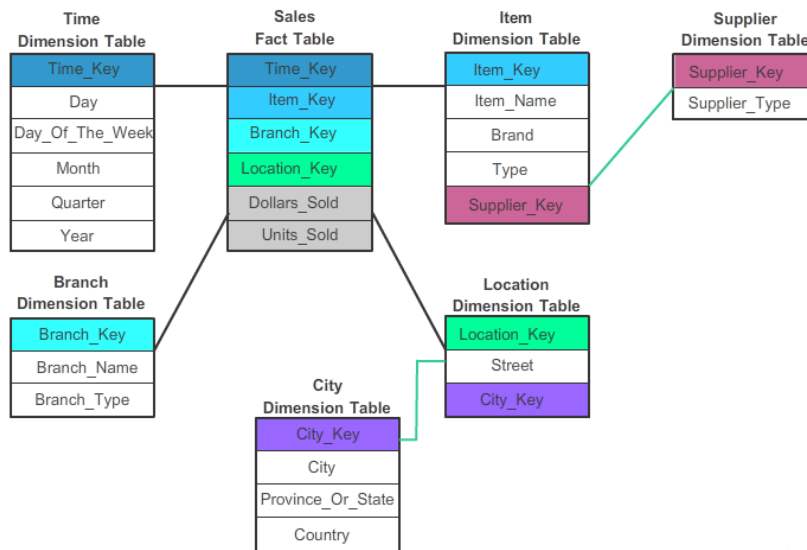 Time
Dimension Table
Time_Key
Day
Day_Of_The_Week
Month
Quarter
Year
Sales
Fact Table
Time_Key
Item_Key
Branch_Key
Location_Key
Dollars_Sold
Units_Sold
Item
Dimension Table
Item_Key
Item_Name
Brand
Type
Supplier_Key
Supplier
Dimension Table
Supplier_Key
Supplier_Type
Branch
Dimension Table
Branch_Key
Branch_Name
Branch_Type
City
Dimension Table
City_Key
City
Province_Or_State
Country
Location
Dimension Table
Location_Key
Street
City_Key